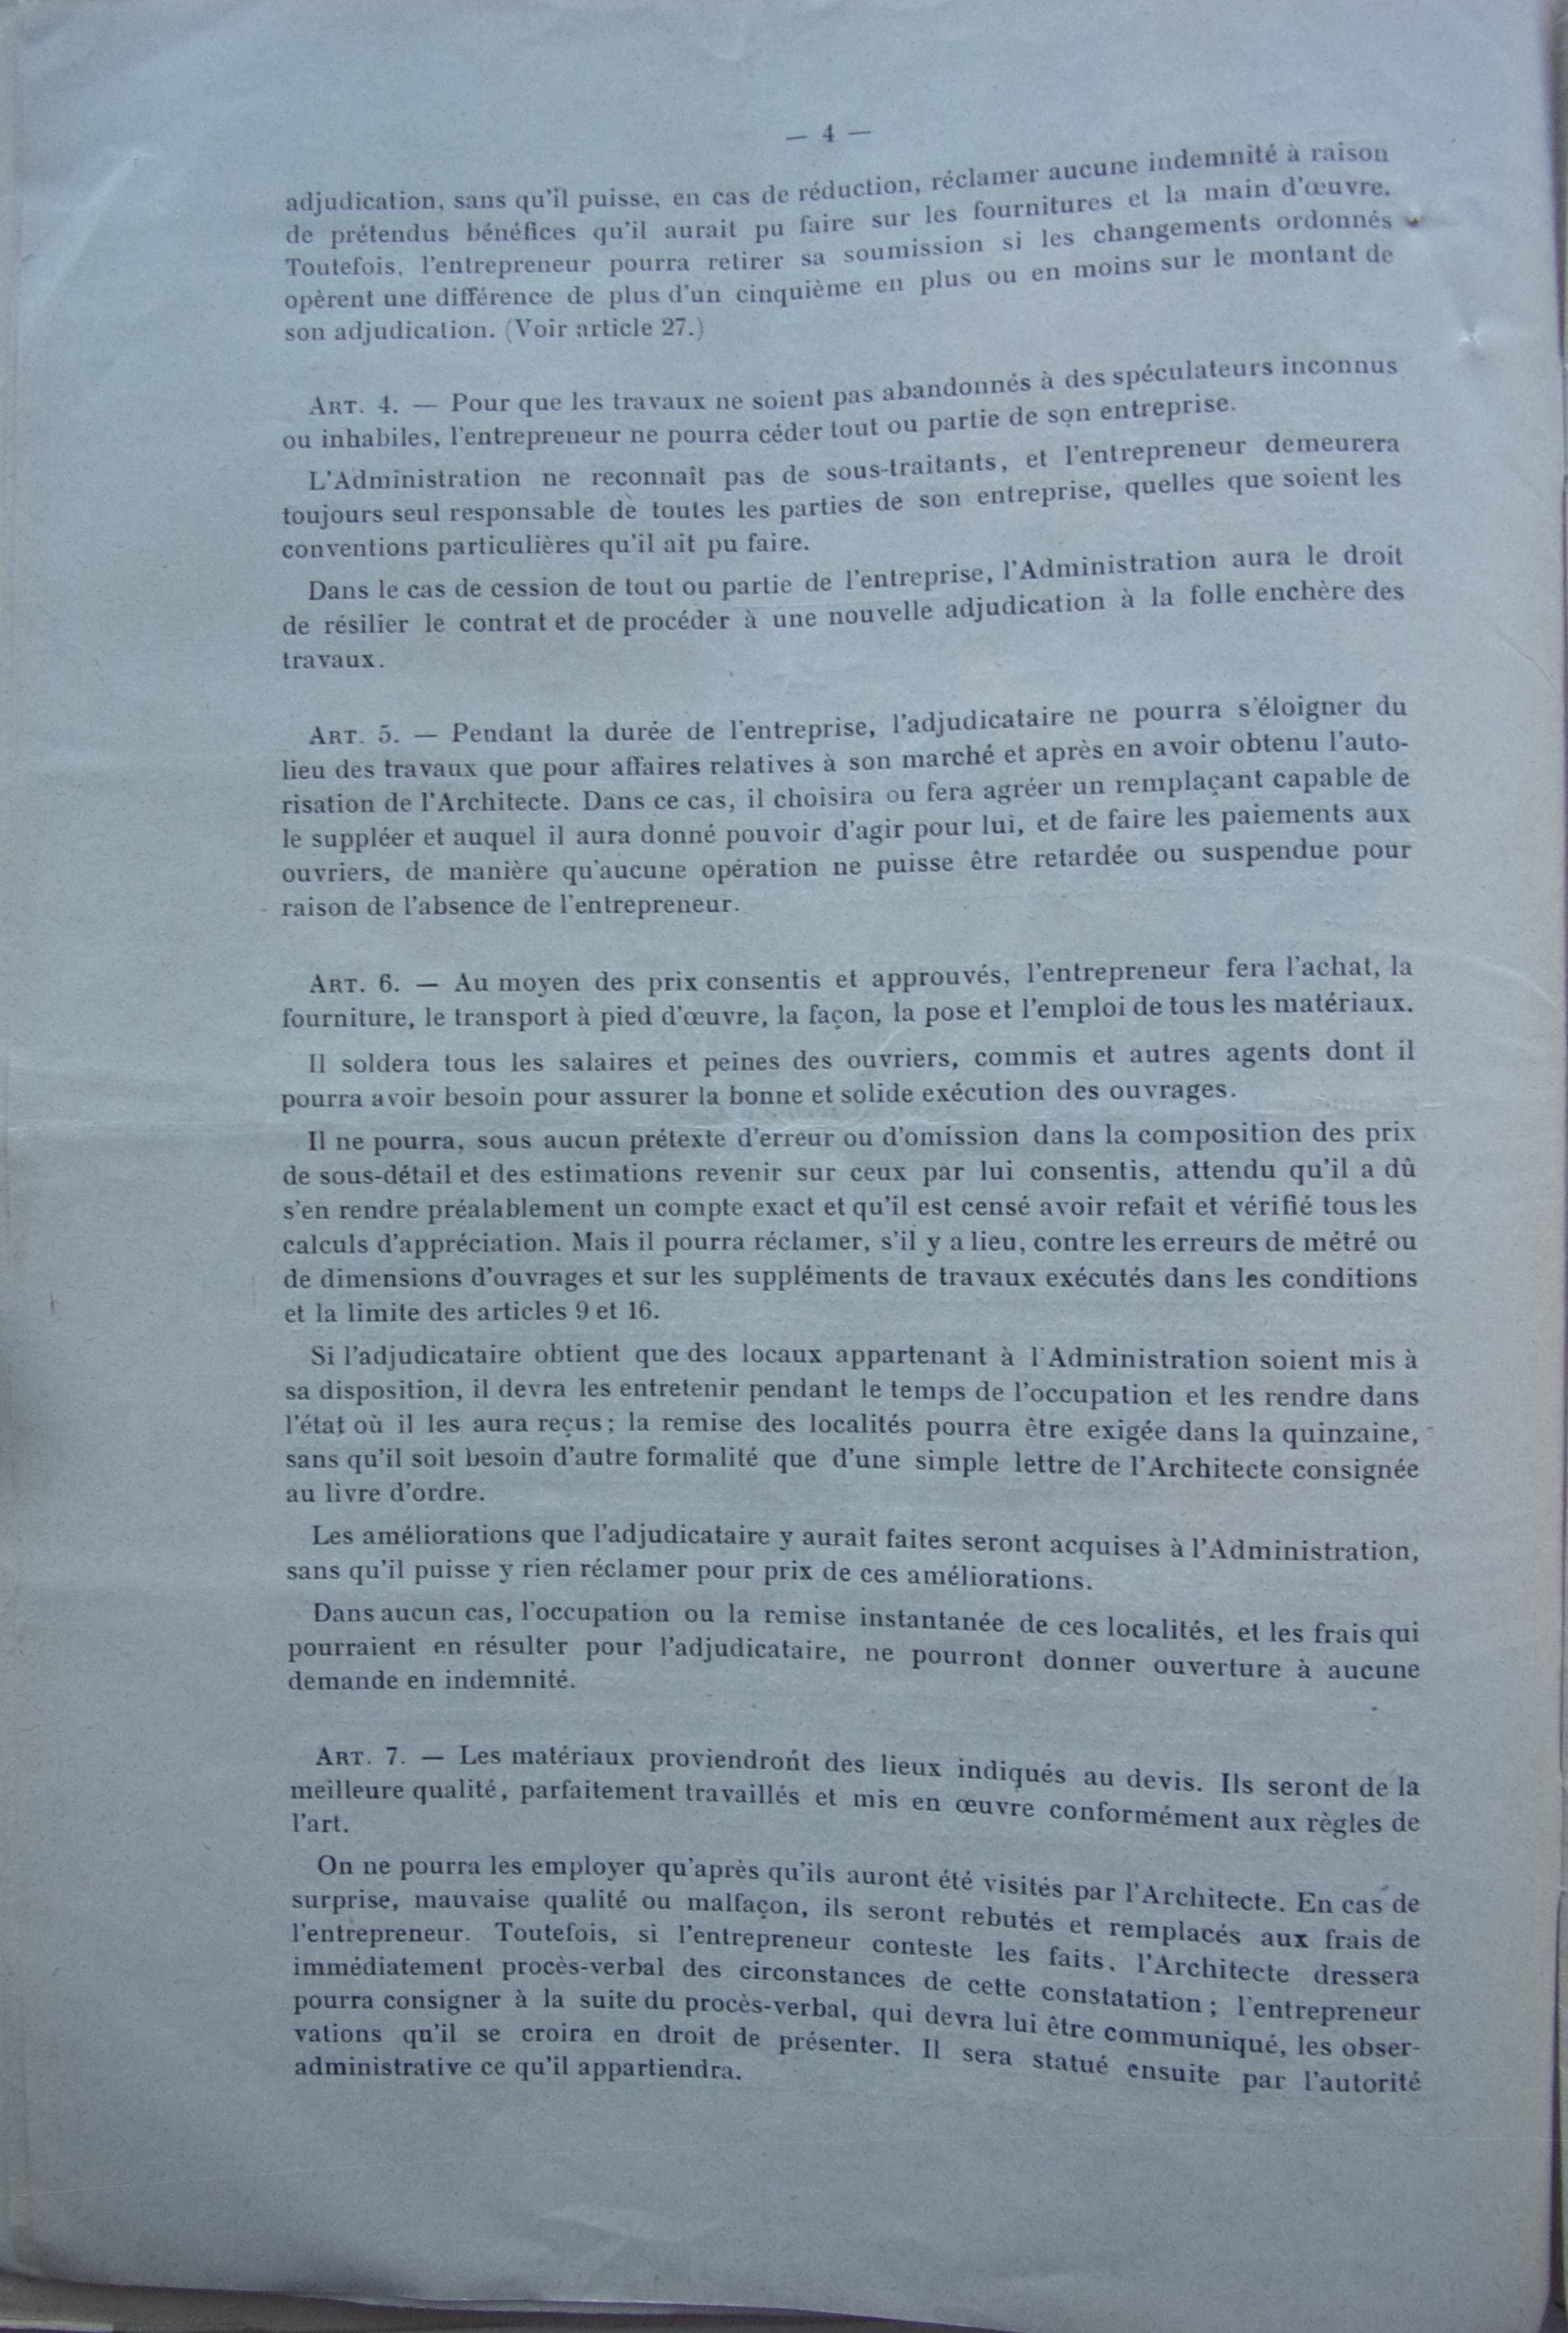 — 4 —
adjudication, sans qu'il puisse, en cas de réduction, réclamer aucune indemnité à raison
de prétendus bénéfices qu'il aurait pu faire sur les fournitures et la main d'œuvre.
Toutefois, l'entrepreneur pourra retirer sa soumission si les changements ordonnés
opèrent une différence de plus d'un cinquième en plus ou en moins sur le montant de
son adjudication. (Voir article 27.)
ART. 4. — Pour que les travaux ne soient pas abandonnés à des spéculateurs inconnus
ou inhabiles, l'entrepreneur ne pourra céder tout ou partie de son entreprise.
L'Administration ne reconnaît pas de sous-traitants, et l'entrepreneur demeurera
toujours seul responsable de toutes les parties de son entreprise, quelles que soient les
conventions particulières qu'il ait pu faire.
Dans le cas de cession de tout ou partie de l'entreprise, l'Administration aura le droit
de résilier le contrat et de procéder à une nouvelle adjudication à la folle enchère des
travaux.
ART. 5. — Pendant la durée de l'entreprise, l'adjudicataire ne pourra s'éloigner du
lieu des travaux que pour affaires relatives à son marché et après en avoir obtenu l'auto-
risation de l'Architecte. Dans ce cas, il choisira ou fera agréer un remplaçant capable de
le suppléer et auquel il aura donné pouvoir d'agir pour lui, et de faire les paiements aux
ouvriers, de manière qu'aucune opération ne puisse être retardée ou suspendue pour
raison de l'absence de l'entrepreneur.
ART. 6. — Au moyen des prix consentis et approuvés, l'entrepreneur fera l'achat, la
fourniture, le transport à pied d'œuvre, la façon, la pose et l'emploi de tous les matériaux.
Il soldera tous les salaires et peines des ouvriers, commis et autres agents dont il
pourra avoir besoin pour assurer la bonne et solide exécution des ouvrages.
Il ne pourra, sous aucun prétexte d'erreur ou d'omission dans la composition des prix
de sous-détail et des estimations revenir sur ceux par lui consentis, attendu qu'il a dû
s'en rendre préalablement un compte exact et qu'il est censé avoir refait et vérifié tous les
calculs d'appréciation. Mais il pourra réclamer, s'il y a lieu, contre les erreurs de métré ou
de dimensions d'ouvrages et sur les suppléments de travaux exécutés dans les conditions
et la limite des articles 9 et 16.
Si l'adjudicataire obtient que des locaux appartenant à l'Administration soient mis à
sa disposition, il devra les entretenir pendant le temps de l'occupation et les rendre dans
l'état où il les aura reçus; la remise des localités pourra être exigée dans la quinzaine,
sans qu'il soit besoin d'autre formalité que d'une simple lettre de l'Architecte consignée
au livre d'ordre.
Les améliorations que l'adjudicataire y aurait faites seront acquises à l'Administration,
sans qu'il puisse y rien réclamer pour prix de ces améliorations.
Dans aucun cas, l'occupation ou la remise instantanée de ces localités, et les frais qui
pourraient en résulter pour l'adjudicataire, ne pourront donner ouverture à aucune
demande en indemnité.
ART. 7. — Les matériaux proviendront des lieux indiqués au devis. Ils seront de la
meilleure qualité, parfaitement travaillés et mis en œuvre conformément aux règles de
l'art.
On ne pourra les employer qu'après qu'ils auront été visités par l'Architecte. En cas de
surprise, mauvaise qualité ou malfaçon, ils seront rebutés et remplacés aux frais de
l'entrepreneur. Toutefois, si l'entrepreneur conteste les faits, l'Architecte dressera
immédiatement procès-verbal des circonstances de cette constatation; l'entrepreneur
pourra consigner à la suite du procès-verbal, qui devra lui être communiqué, les obser-
vations qu'il se croira en droit de présenter. Il sera statué ensuite par l'autorité
administrative ce qu'il appartiendra.